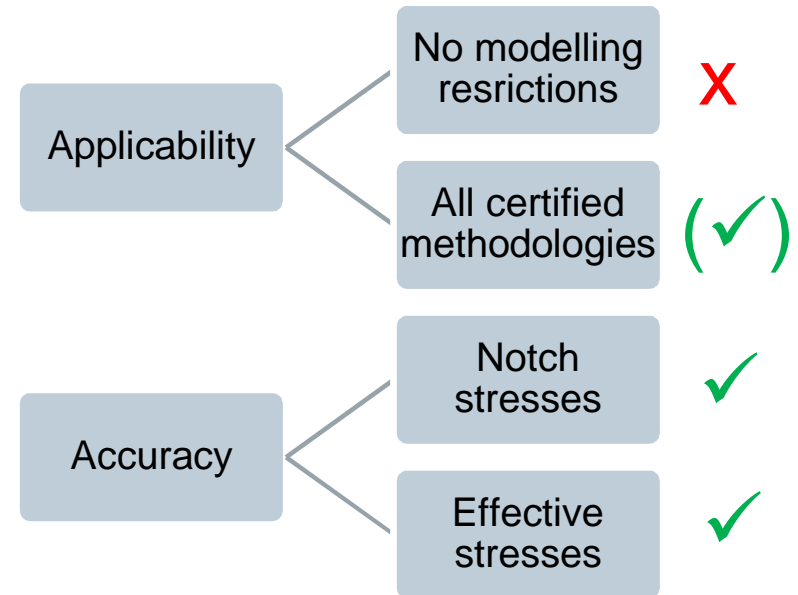 Applicability
No modelling
resrictions
x
All certified
methodologies
(✓)
Accuracy
Notch
stresses
✓
Effective
stresses
✓